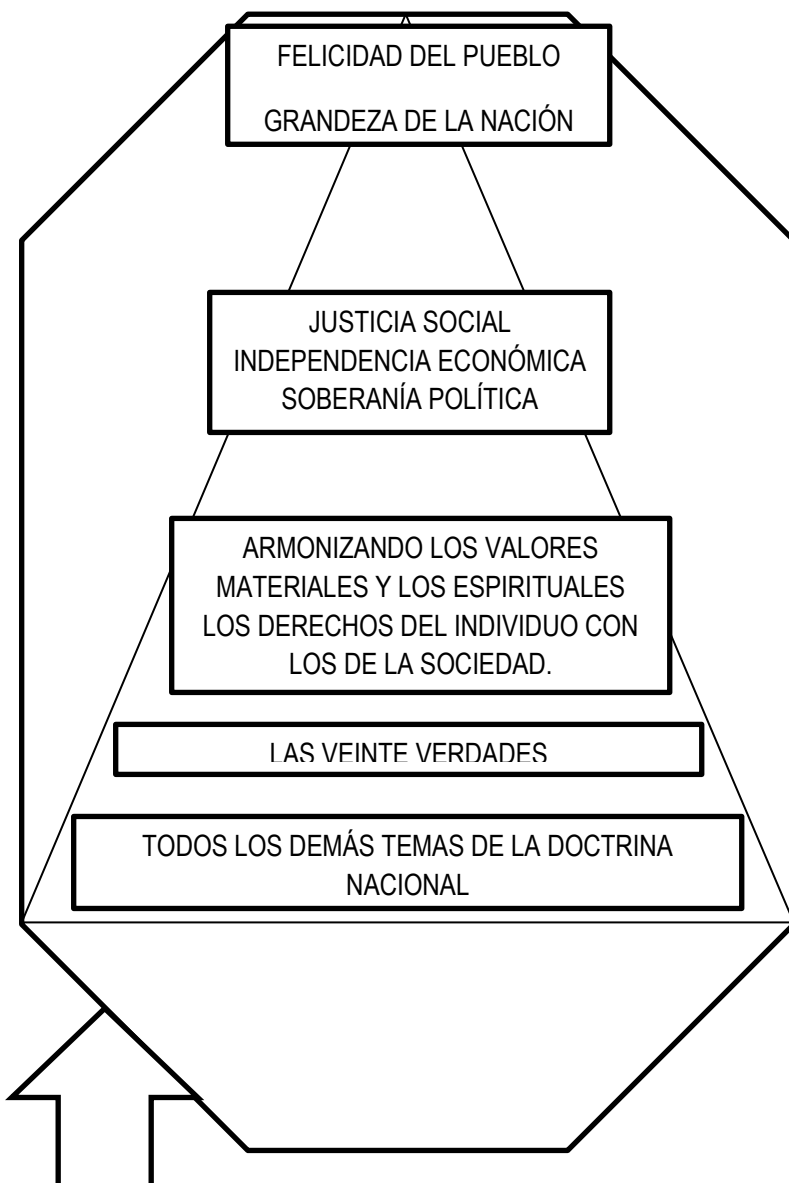 FELICIDAD DEL PUEBLO
GRANDEZA DE LA NACIÓN
JUSTICIA SOCIAL
INDEPENDENCIA ECONÓMICA
SOBERANÍA POLÍTICA
ARMONIZANDO LOS VALORES
MATERIALES Y LOS ESPIRITUALES
LOS DERECHOS DEL INDIVIDUO CON
LOS DE LA SOCIEDAD.
LAS VEINTE VERDADES
TODOS LOS DEMÁS TEMAS DE LA DOCTRINA
NACIONAL